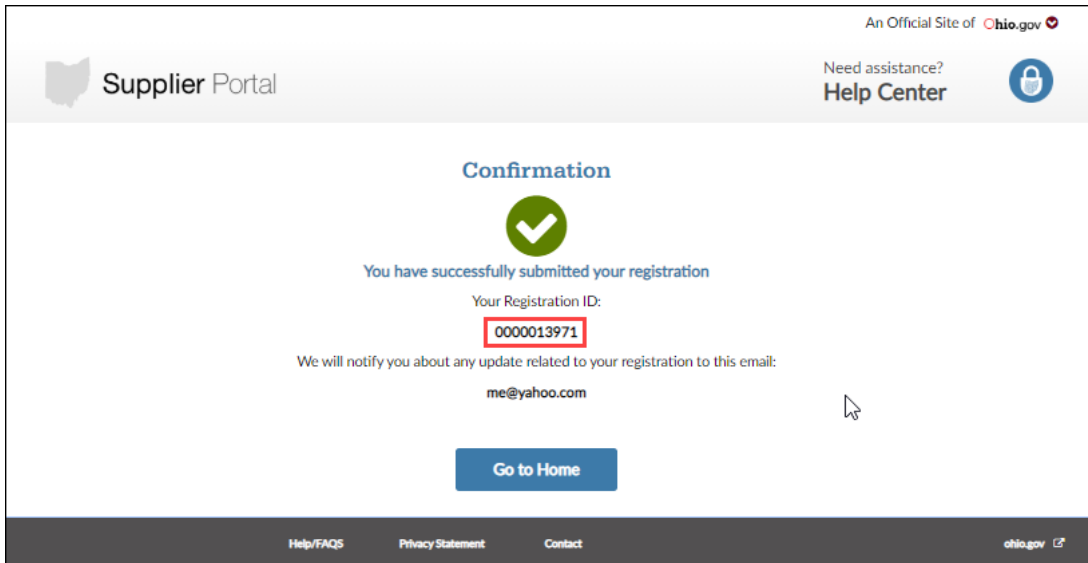 An Official Site of Ohio.gov
Supplier Portal
Need assistance?
Help Center
Confirmation
You have successfully submitted your registration
Your Registration ID:
0000013971
We will notify you about any update related to your registration to this email:
me@yahoo.com
Go to Home
Help/FAQS Privacy Statement Contact ohio.gov